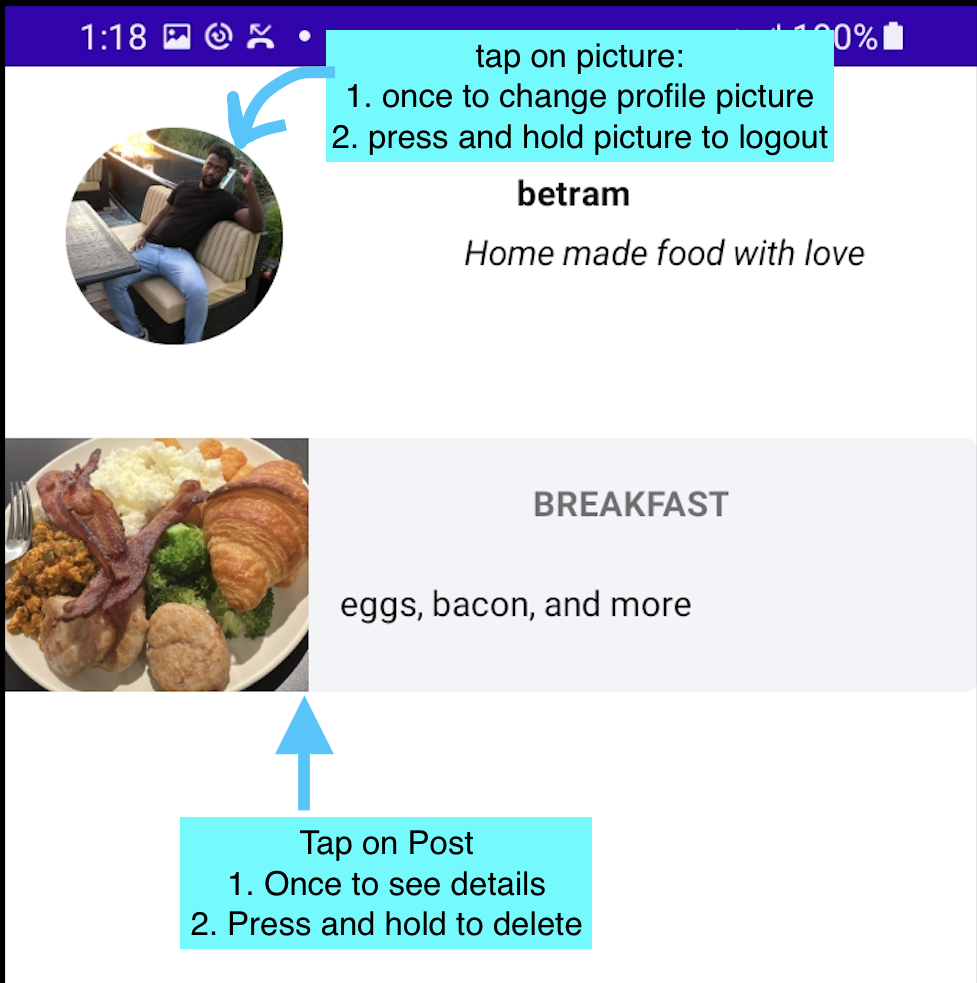 1:18
tap on picture:
1. once to change profile picture
2. press and hold picture to logout
betram
Home made food with love
BREAKFAST
eggs, bacon, and more
Tap on Post
1. Once to see details
2. Press and hold to delete